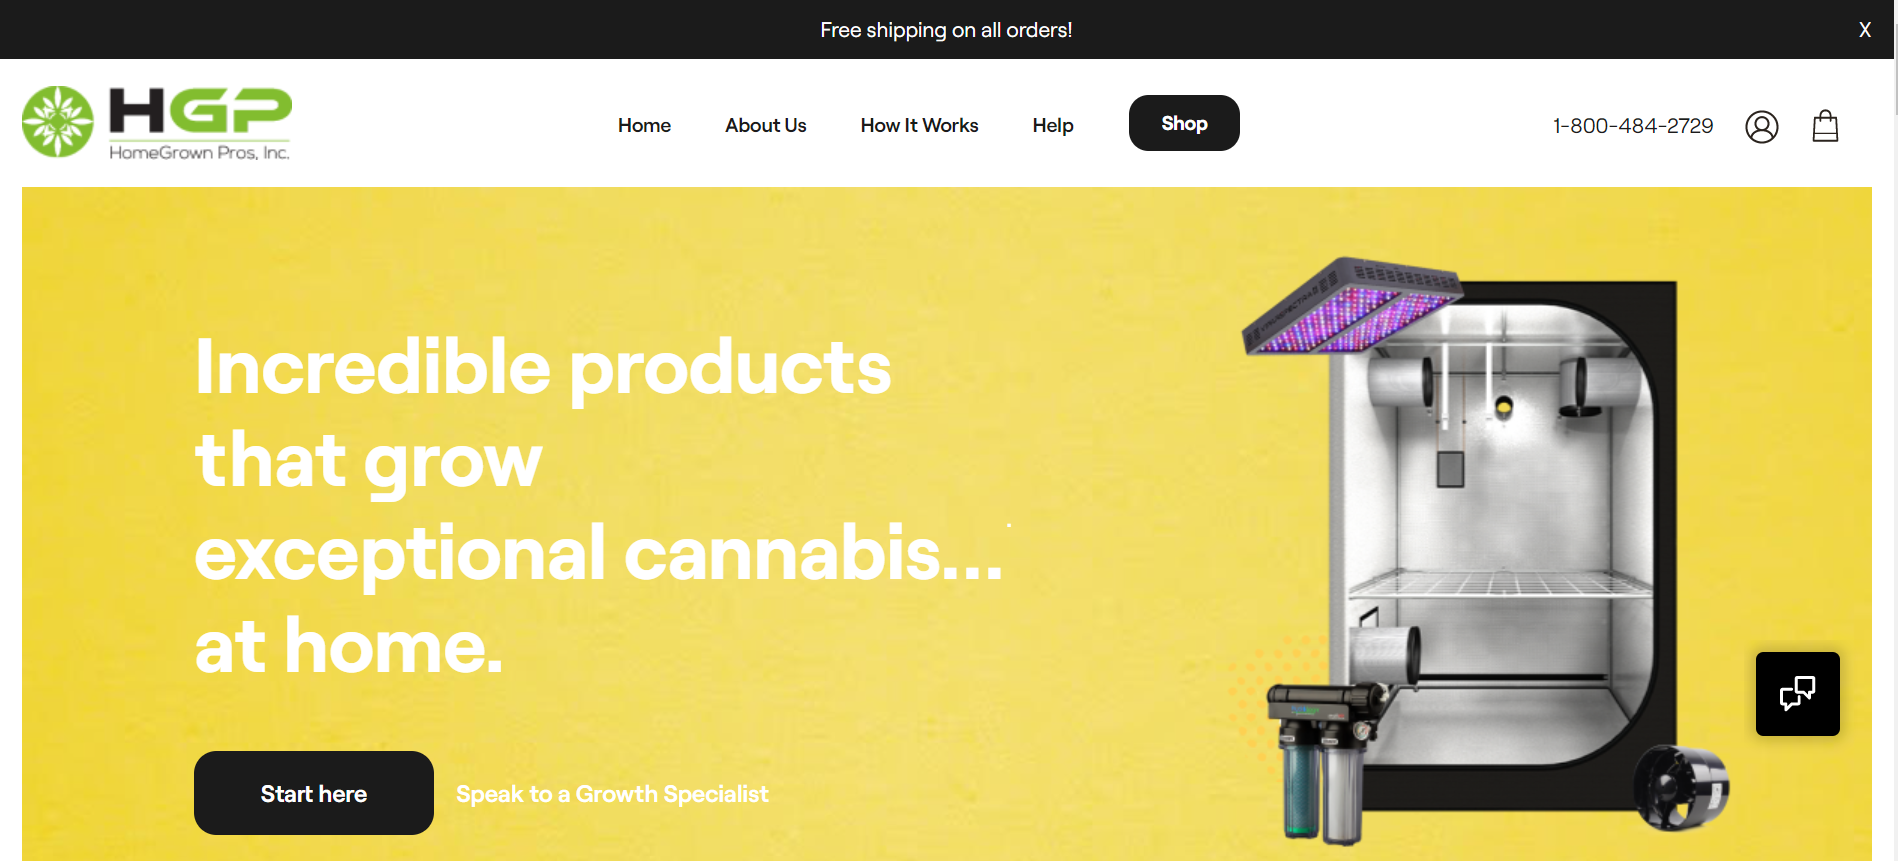 Free shipping on all orders!
X
HGP
HomeGrown Pros, Inc.
Home
About Us
How It Works
Help
Shop
1-800-484-2729
Incredible products
that grow
exceptional cannabis...
at home.
Start here
Speak to a Growth Specialist